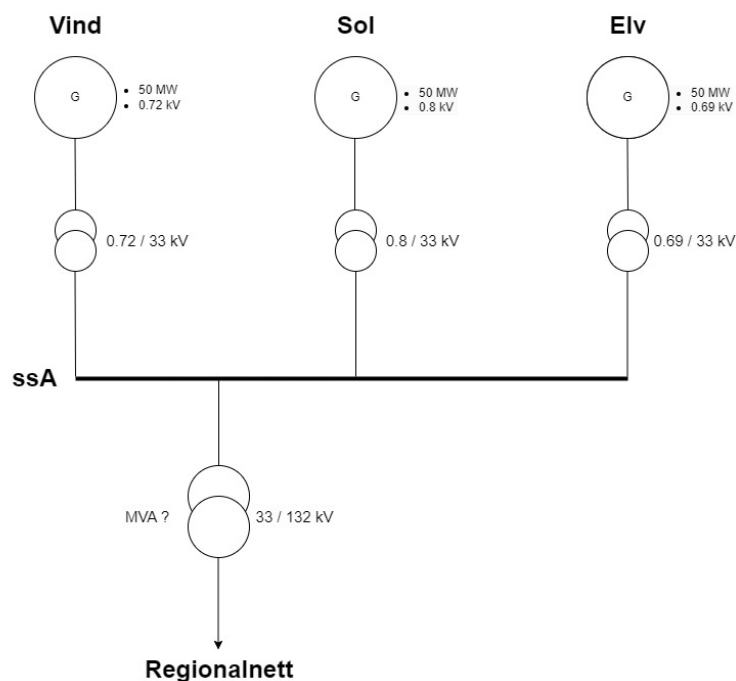 Vind
Sol
Elv
G
• 50 MW
• 0.72 kV
G
• 50 MW
• 0.8 kV
G
• 50 MW
• 0.69 kV
0.72 / 33 kV
0.8 / 33 kV
0.69 / 33 kV
ssA
MVA ?
33 / 132 kV
Regionalnett